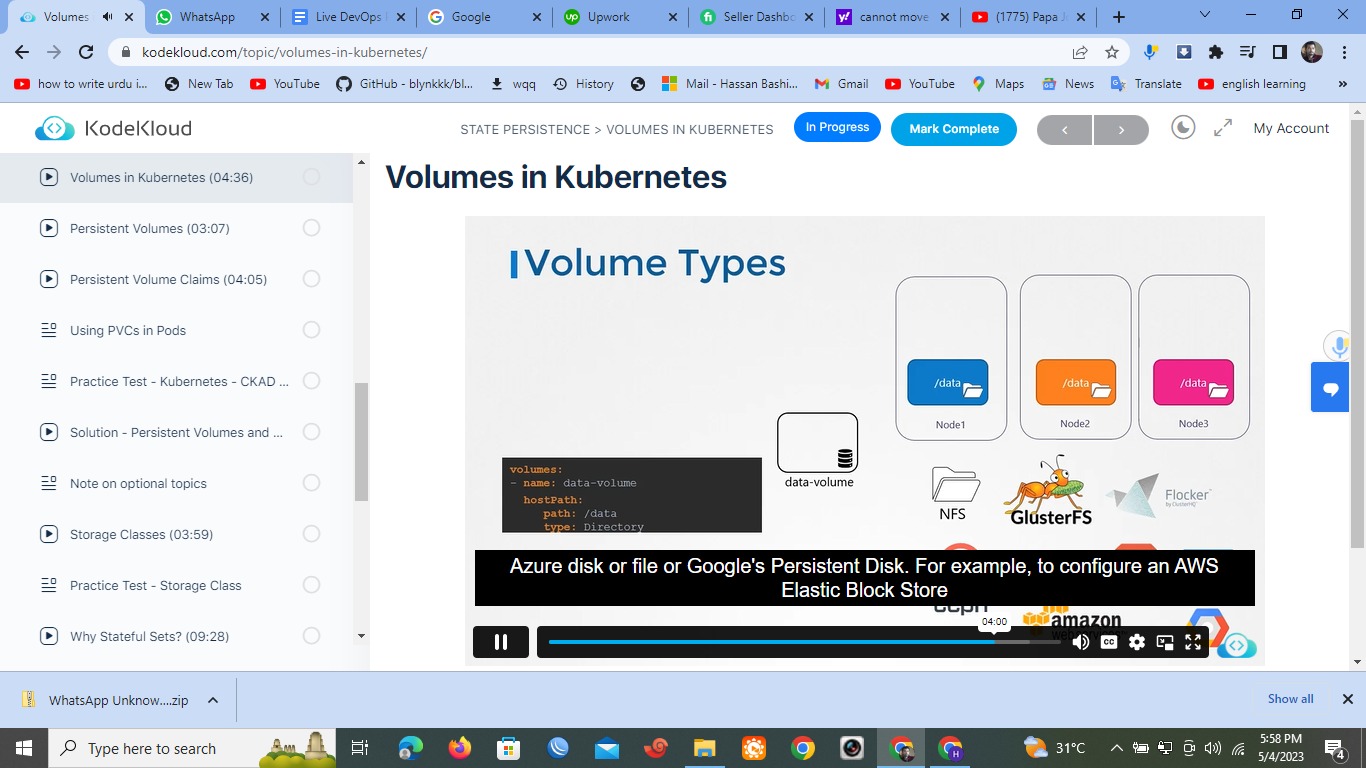 Volumes
WhatsApp
Live DevOps
Google
Upwork
Seller Dashbo
cannot move
(1775) Papa J
kodekloud.com/topic/volumes-in-kubernetes/
how to write urdu i...
New Tab
YouTube
GitHub - blynkkk/bl...
wqq
History
Mail - Hassan Bashi...
Gmail
YouTube
Maps
News
Translate
english learning
»
KodeKloud
STATE PERSISTENCE > VOLUMES IN KUBERNETES
In Progress
Mark Complete
My Account
Volumes in Kubernetes (04:36)
Persistent Volumes (03:07)
Persistent Volume Claims (04:05)
Using PVCs in Pods
Practice Test - Kubernetes - CKAD ...
Solution - Persistent Volumes and ...
Note on optional topics
Storage Classes (03:59)
Practice Test - Storage Class
Why Stateful Sets? (09:28)
Volumes in Kubernetes
Volume Types
/data
/data
/data
Node1
Node2
Node3
data-volume
volumes:
- name: data-volume
hostPath:
path: /data
type: Directory
NFS
GlusterFS
Flocker
by ClusterHQ
Azure disk or file or Google's Persistent Disk. For example, to configure an AWS
Elastic Block Store
amazon
04:00
CC
WhatsApp Unknow....zip
Show all
Type here to search
H
31°C
5:58 PM
5/4/2023
4